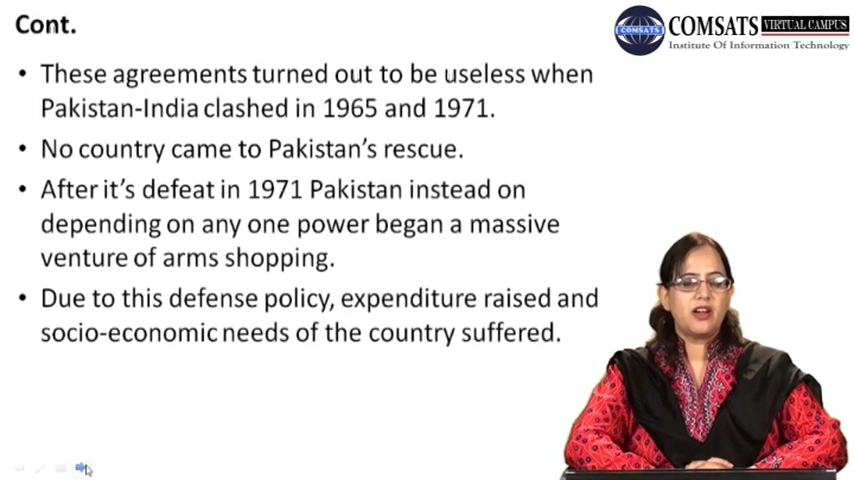 Cont.
COMSATS VIRTUAL CAMPUS
Institute Of Information Technology
COMSATS
• These agreements turned out to be useless when
Pakistan-India clashed in 1965 and 1971.
• No country came to Pakistan's rescue.
• After it's defeat in 1971 Pakistan instead on
depending on any one power began a massive
venture of arms shopping.
• Due to this defense policy, expenditure raised and
socio-economic needs of the country suffered.